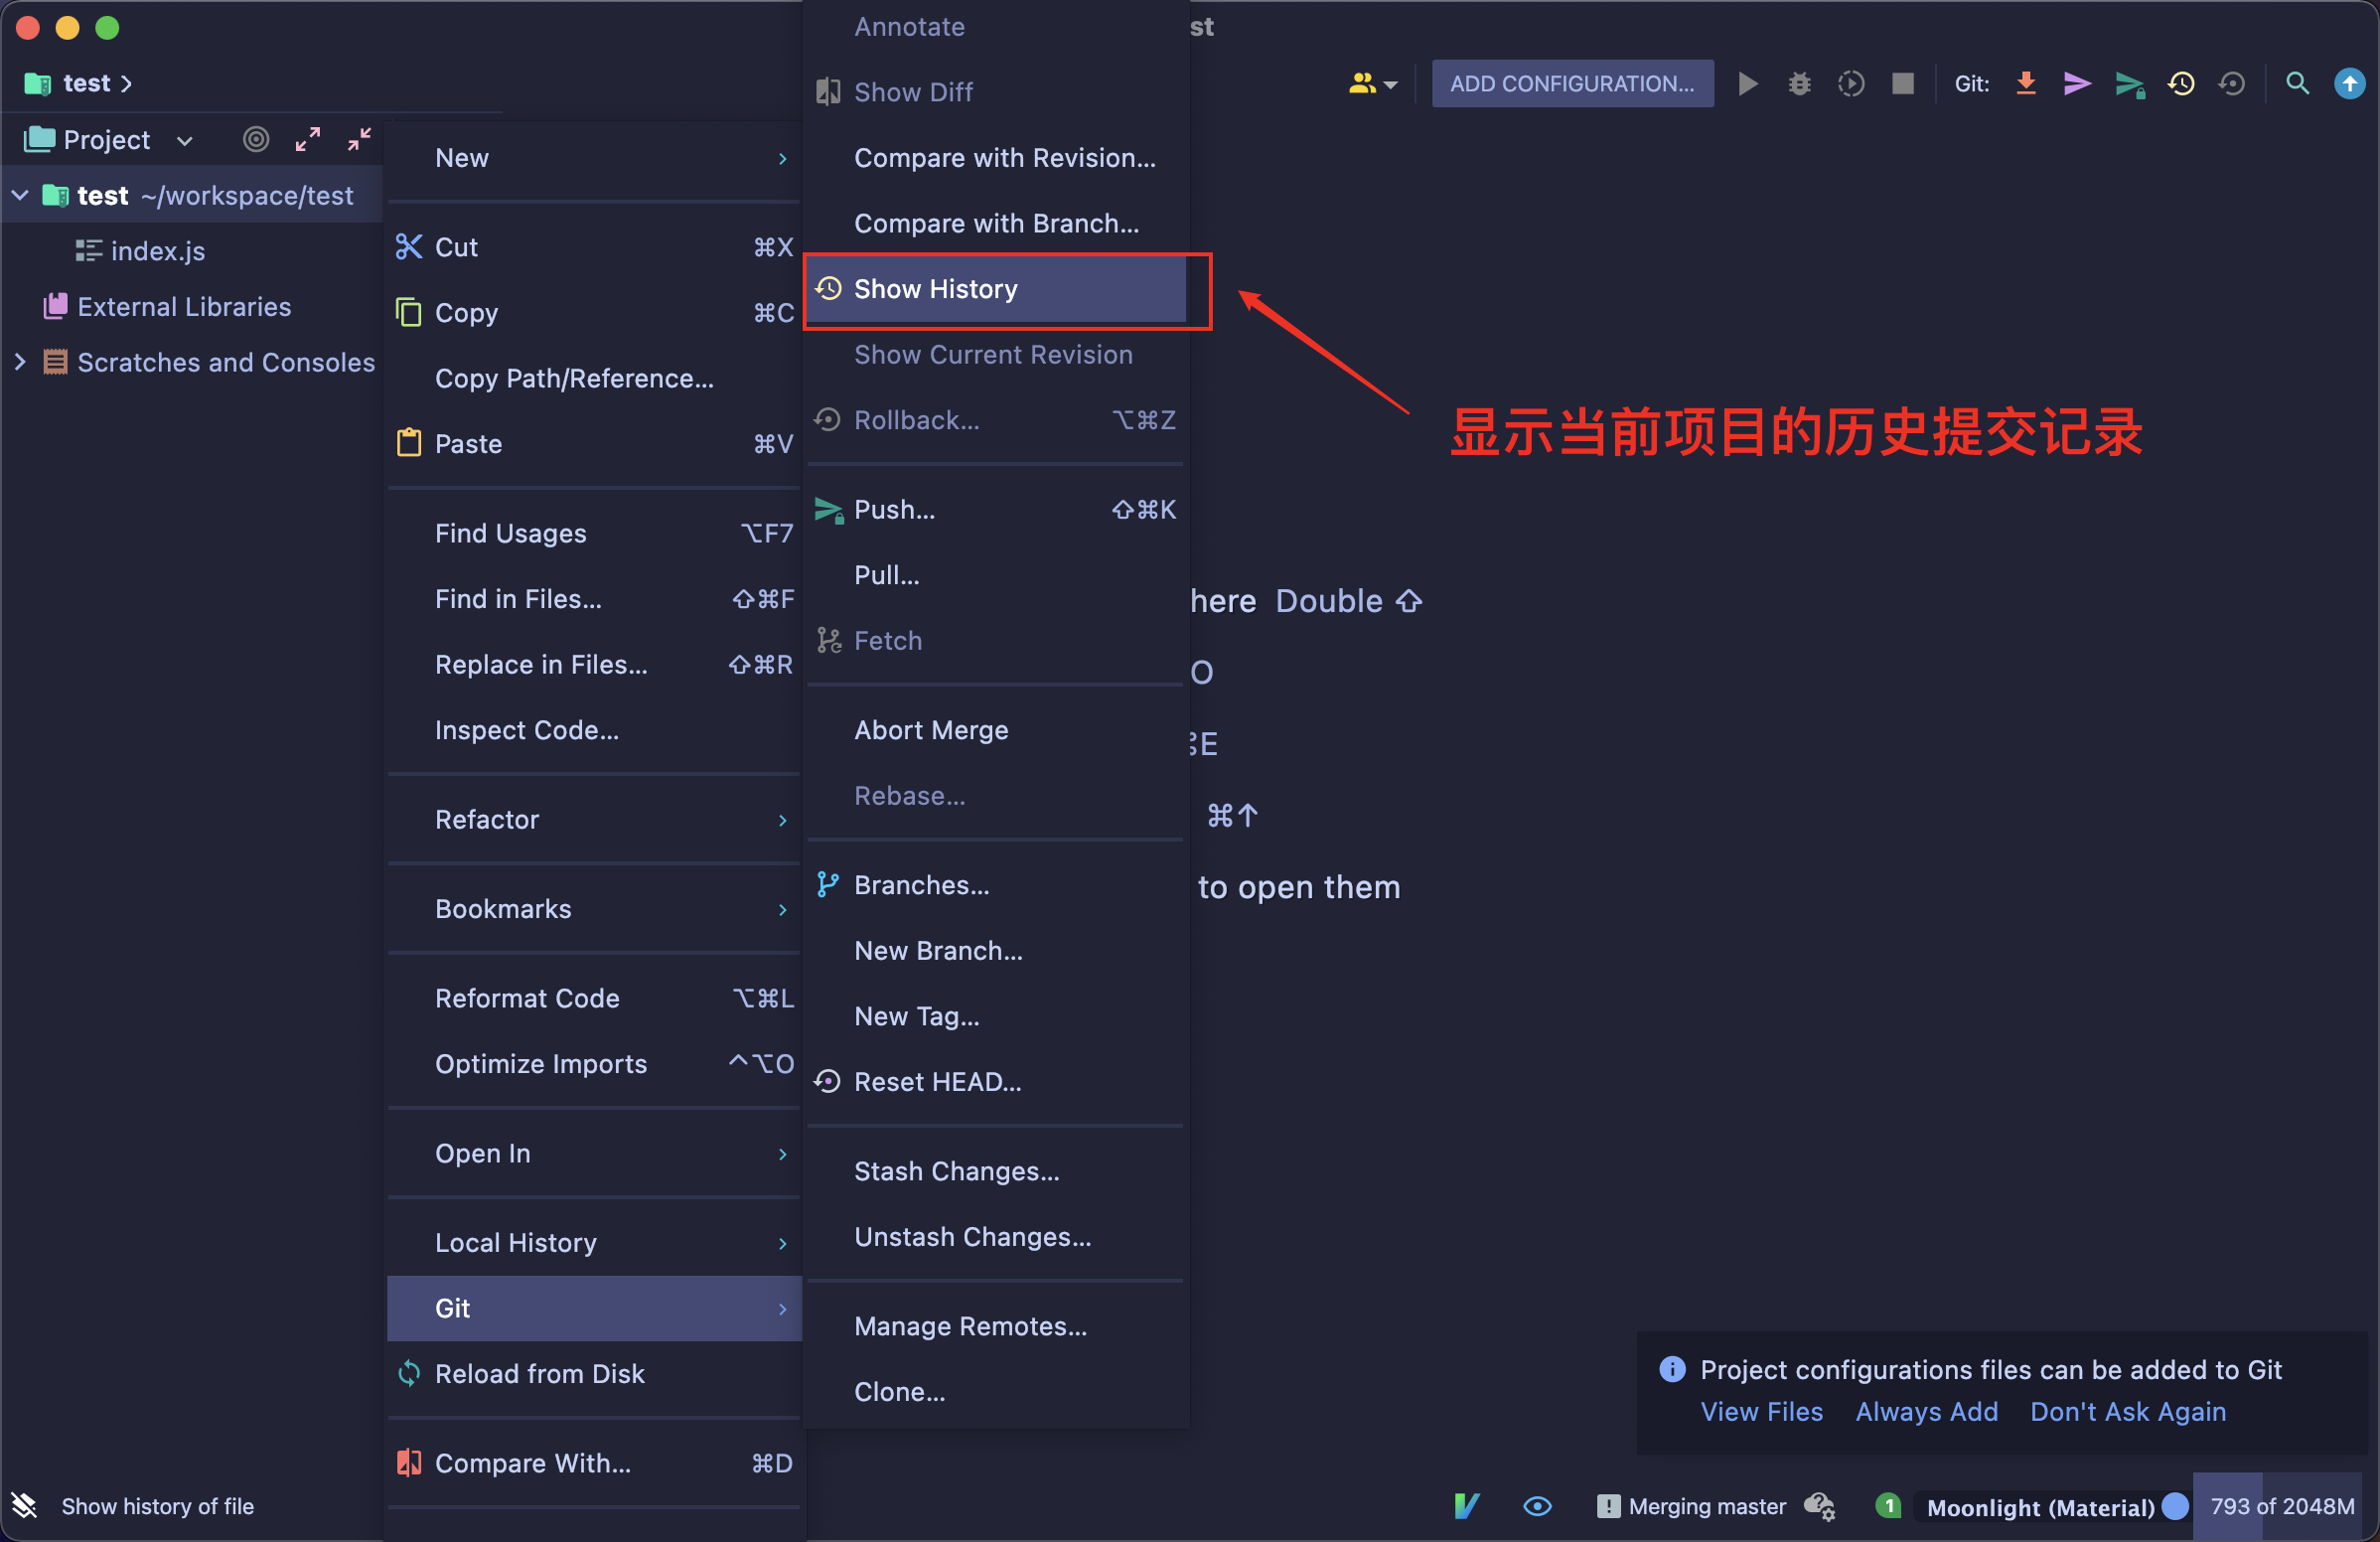 st
test
ADD CONFIGURATION...
Git:
Project
test ~/workspace/test
index.js
External Libraries
Scratches and Consoles
New
Cut ⌘X
Copy ⌘C
Copy Path/Reference...
Paste ⌘V
Find Usages ⌥F7
Find in Files... ⇧⌘F
Replace in Files... ⇧⌘R
Inspect Code...
Refactor
Bookmarks
Reformat Code ⌥⌘L
Optimize Imports ^⌥O
Open In
Local History
Git
Reload from Disk
Compare With... ⌘D
Annotate
Show Diff
Compare with Revision...
Compare with Branch...
Show History
Show Current Revision
Rollback... ⌥⌘Z
Push... ⇧⌘K
Pull...
Fetch
Abort Merge
Rebase...
Branches...
New Branch...
New Tag...
Reset HEAD...
Stash Changes...
Unstash Changes...
Manage Remotes...
Clone...
显示当前项目的历史提交记录
here Double ⇧
O
⌘E
⌘↑
to open them
Project configurations files can be added to Git
View Files Always Add Don't Ask Again
Show history of file
Merging master
1
Moonlight (Material)
793 of 2048M